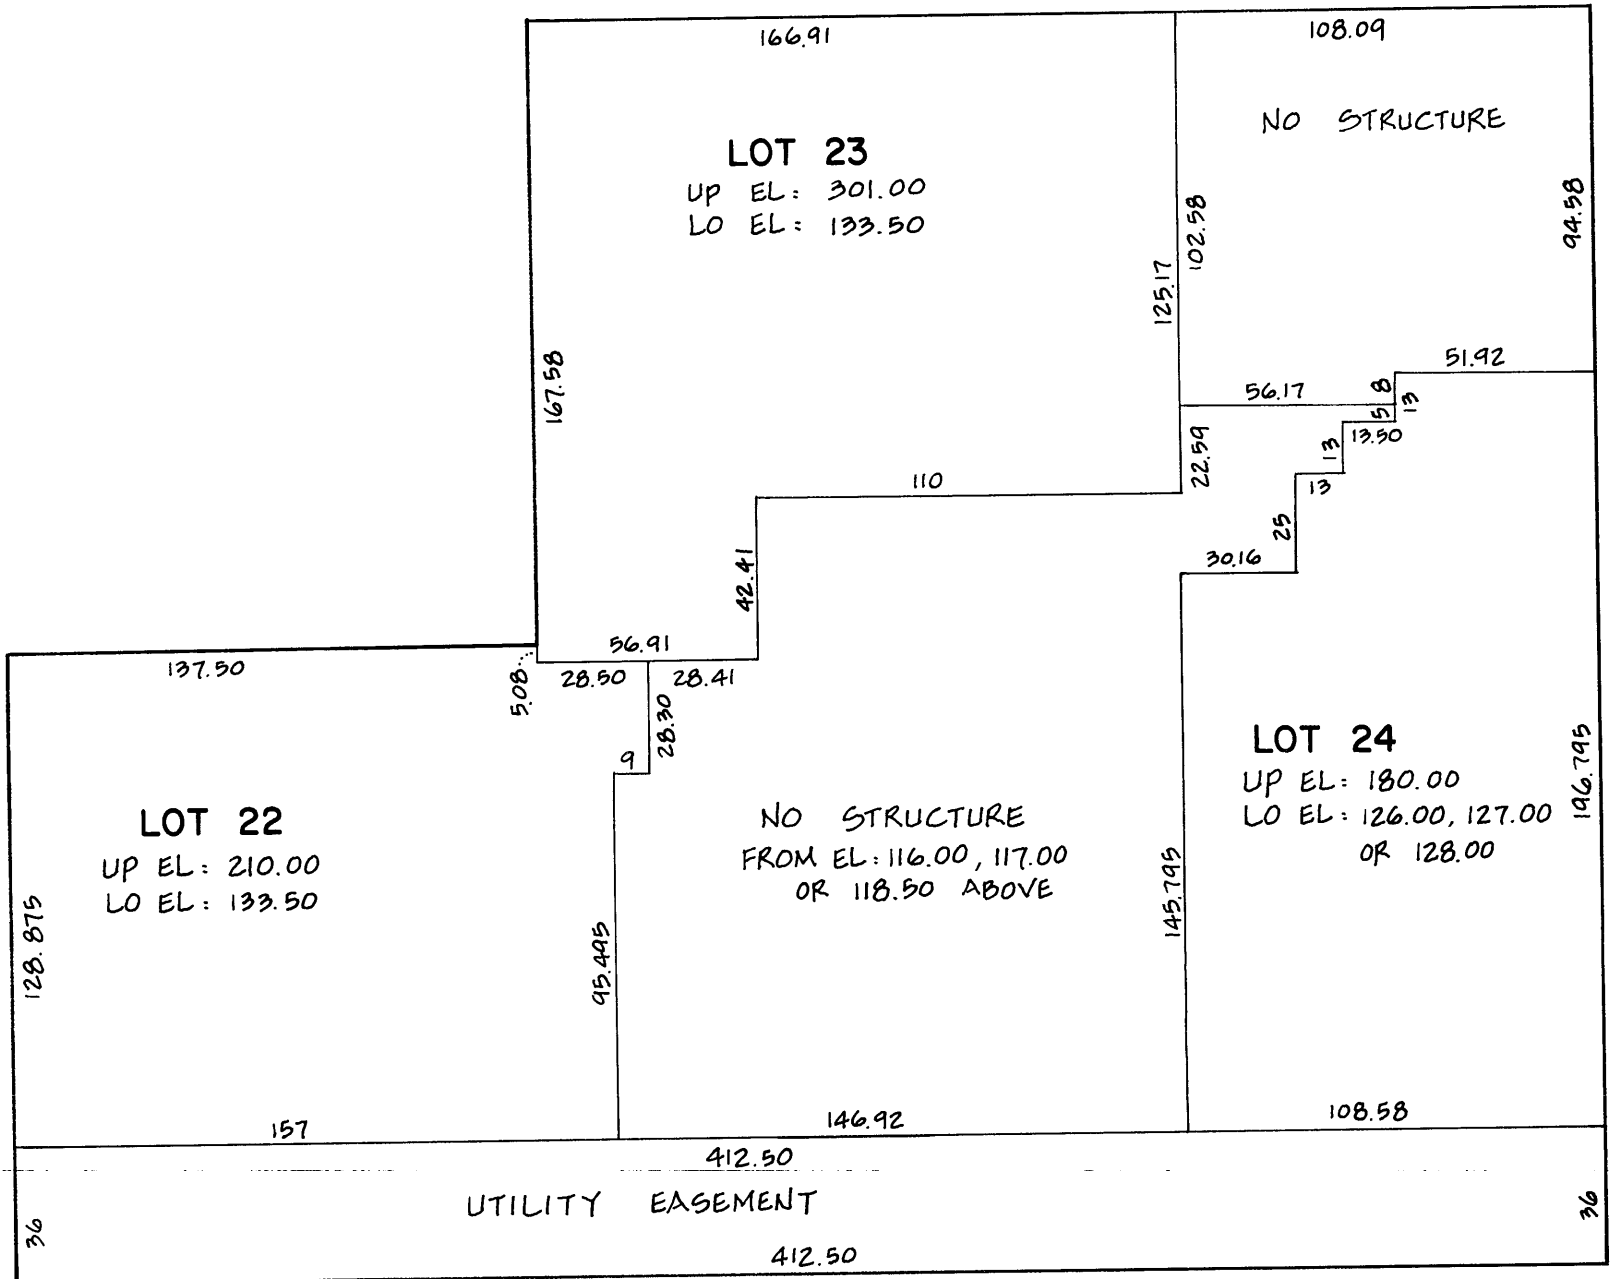 166.91
108.09
NO STRUCTURE
LOT 23
UP EL: 301.00
LO EL: 133.50
94.58
102.58
125.17
167.58
51.92
56.17
8
13
5
13.50
13
22.59
13
110
25
30.16
42.41
56.91
137.50
5.08
28.50
28.41
28.30
9
LOT 24
UP EL: 180.00
LO EL: 126.00, 127.00
OR 128.00
196.795
LOT 22
UP EL: 210.00
LO EL: 133.50
NO STRUCTURE
FROM EL: 116.00, 117.00
OR 118.50 ABOVE
145.795
128.875
95.495
157
146.92
108.58
412.50
UTILITY EASEMENT
36
36
412.50